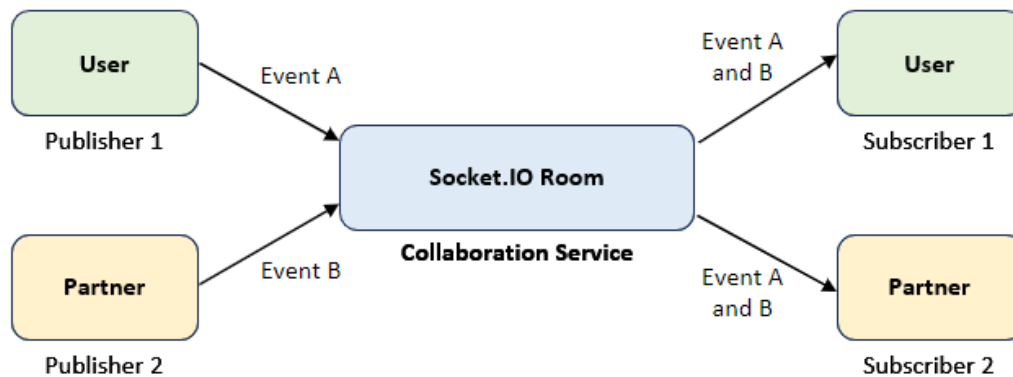 User
Publisher 1
Event A
Partner
Publisher 2
Event B
Socket.IO Room
Collaboration Service
Event A
and B
User
Subscriber 1
Event A
and B
Partner
Subscriber 2